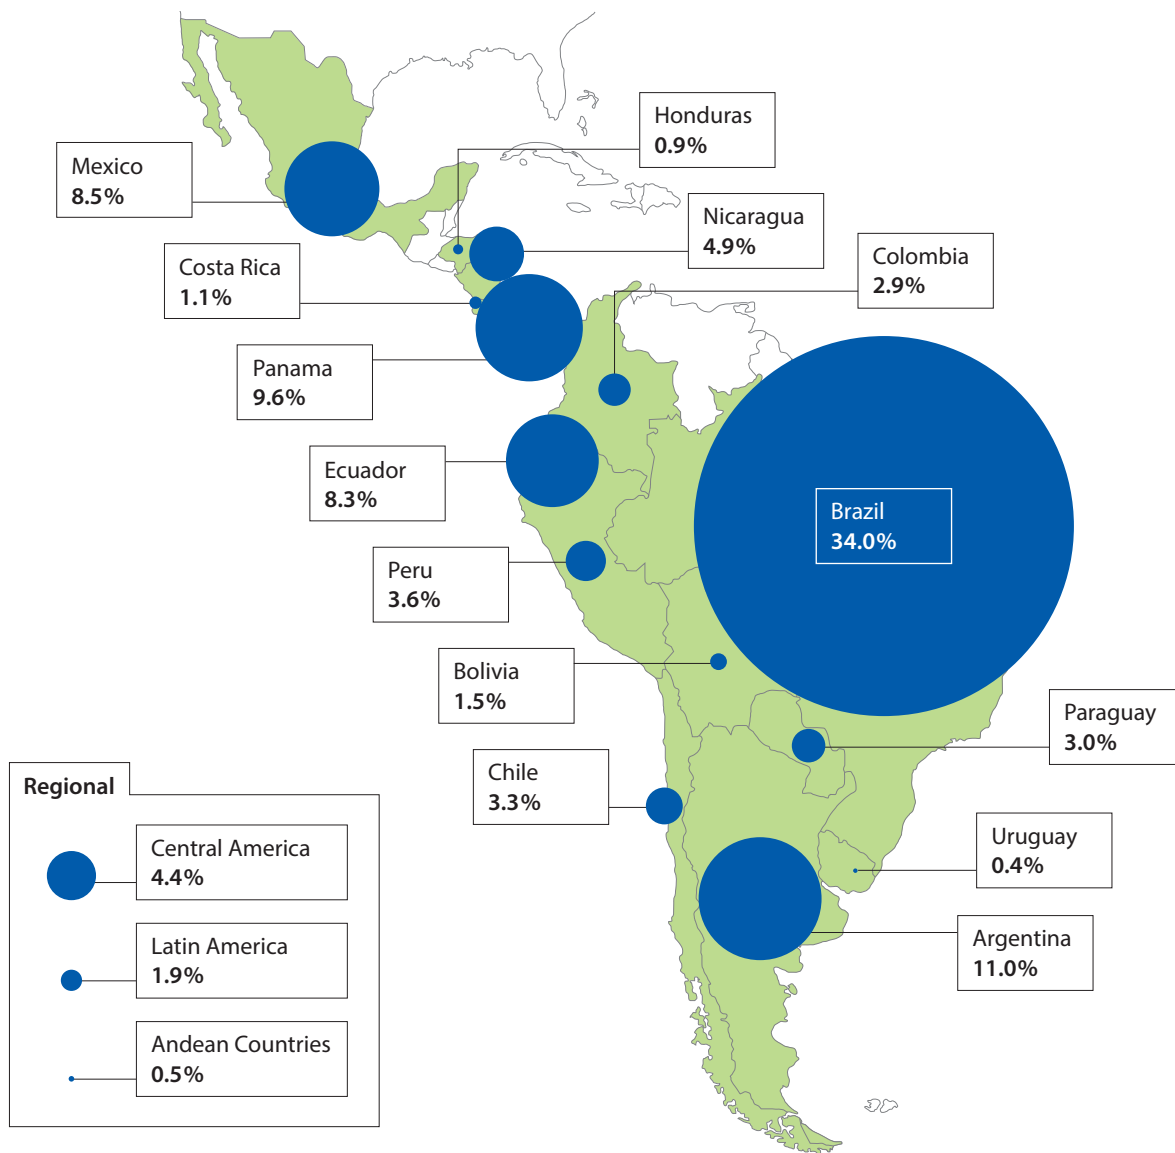 Honduras
0.9%
Mexico
8.5%
Nicaragua
4.9%
Colombia
2.9%
Costa Rica
1.1%
Panama
9.6%
Ecuador
8.3%
Brazil
34.0%
Peru
3.6%
Bolivia
1.5%
Paraguay
3.0%
Chile
3.3%
Uruguay
0.4%
Argentina
11.0%
Regional
Central America
4.4%
Latin America
1.9%
Andean Countries
0.5%